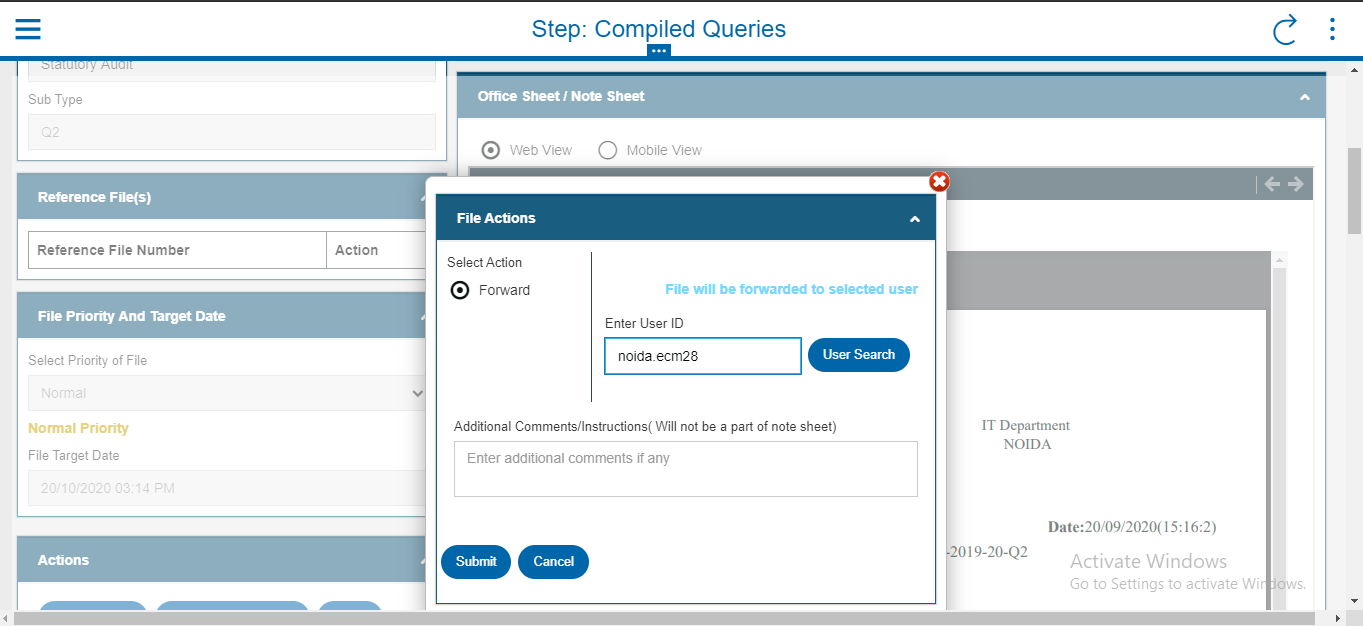 Step: Compiled Queries
Statutory Audit
Sub Type
Q2
Reference File(s)
Reference File Number
Action
File Priority And Target Date
Select Priority of File
Normal
Normal Priority
File Target Date
20/10/2020 03:14 PM
Actions
Office Sheet / Note Sheet
Web View
Mobile View
File Actions
Select Action
Forward
File will be forwarded to selected user
Enter User ID
noida.ecm28
User Search
Additional Comments/Instructions( Will not be a part of note sheet)
Enter additional comments if any
Submit
Cancel
IT Department
NOIDA
Date:20/09/2020(15:16:2)
-2019-20-Q2
Activate Windows
Go to Settings to activate Windows.